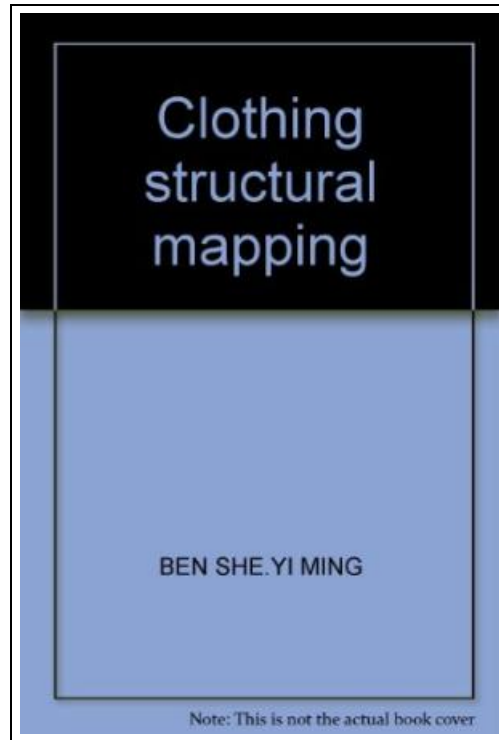 Clothing
structural
mapping
BEN SHE.YI MING
Note: This is not the actual book cover